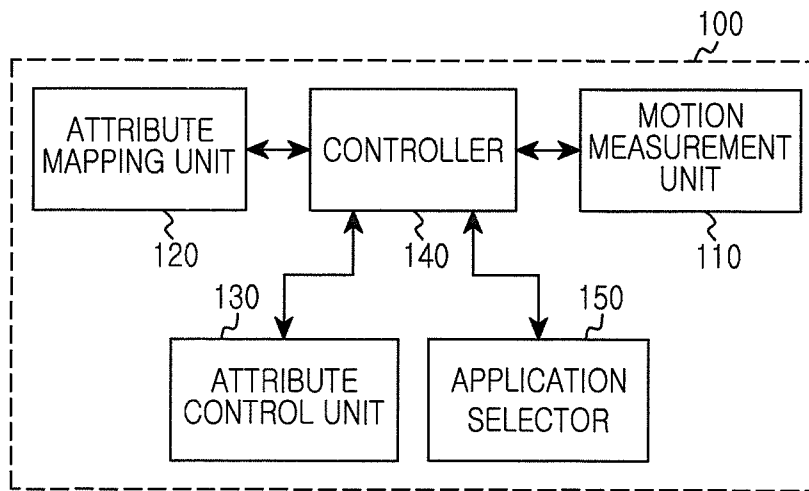 100
ATTRIBUTE
MAPPING UNIT
CONTROLLER
MOTION
MEASUREMENT
UNIT
120
140
110
130
150
ATTRIBUTE
CONTROL UNIT
APPLICATION
SELECTOR